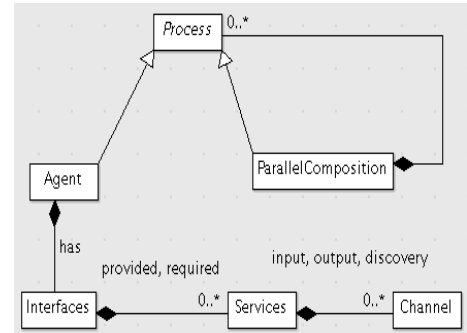 Process
0..*
ParallelComposition
Agent
has
provided, required
input, output, discovery
Interfaces
0..*
Services
0..*
Channel